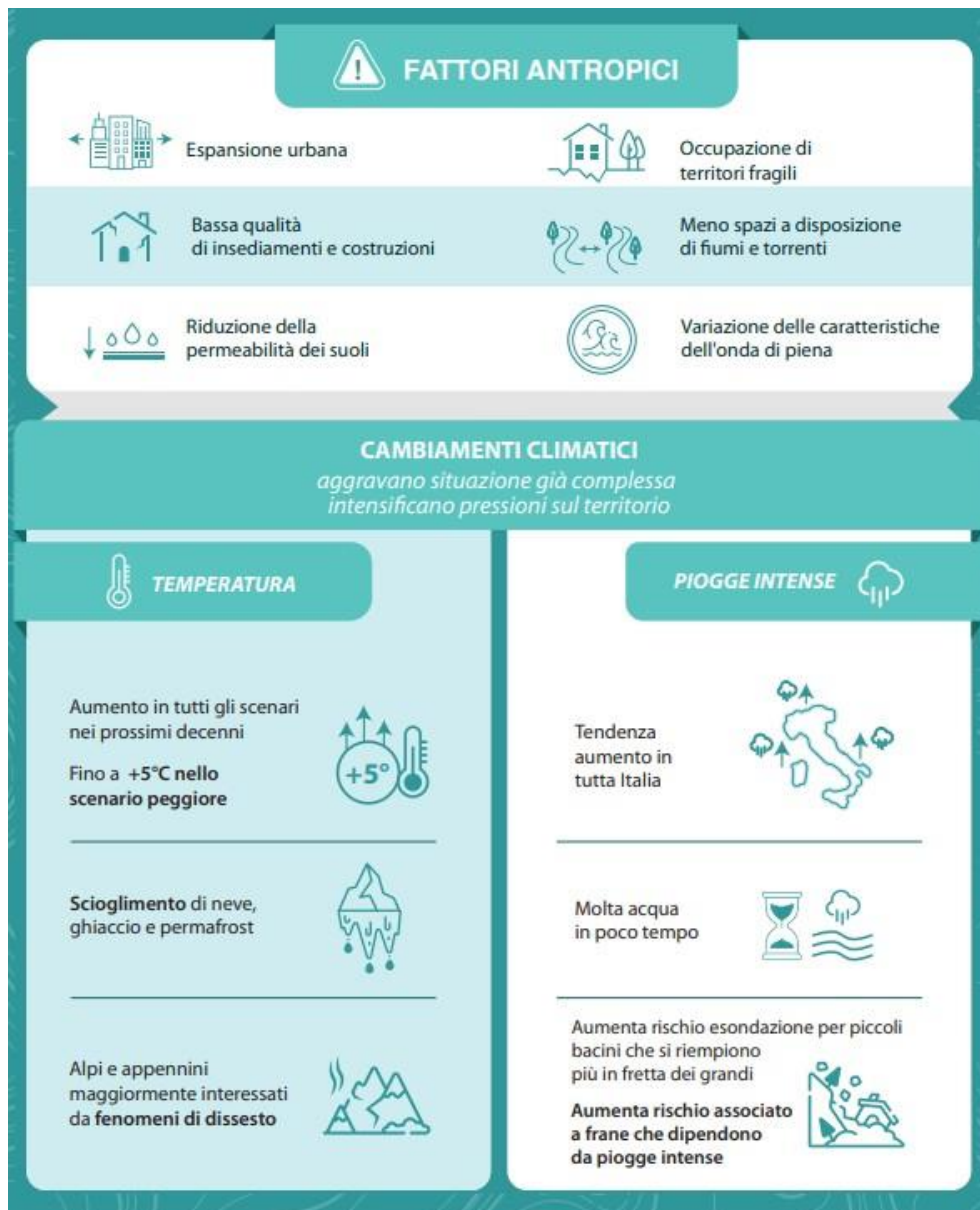 FATTORI ANTROPICI
Espansione urbana
Occupazione di
territori fragili
Bassa qualità
di insediamenti e costruzioni
Meno spazi a disposizione
di fiumi e torrenti
Riduzione della
permeabilità dei suoli
Variazione delle caratteristiche
dell'onda di piena
CAMBIAMENTI CLIMATICI
aggravano situazione già complessa
intensificano pressioni sul territorio
TEMPERATURA
Aumento in tutti gli scenari
nei prossimi decenni
Fino a +5°C nello
scenario peggiore
+5°
Scioglimento di neve,
ghiaccio e permafrost
Alpi e appennini
maggiormente interessati
da fenomeni di dissesto
PIOGGE INTENSE
Tendenza
aumento in
tutta Italia
Molta acqua
in poco tempo
Aumenta rischio esondazione per piccoli
bacini che si riempiono
più in fretta dei grandi
Aumenta rischio associato
a frane che dipendono
da piogge intense